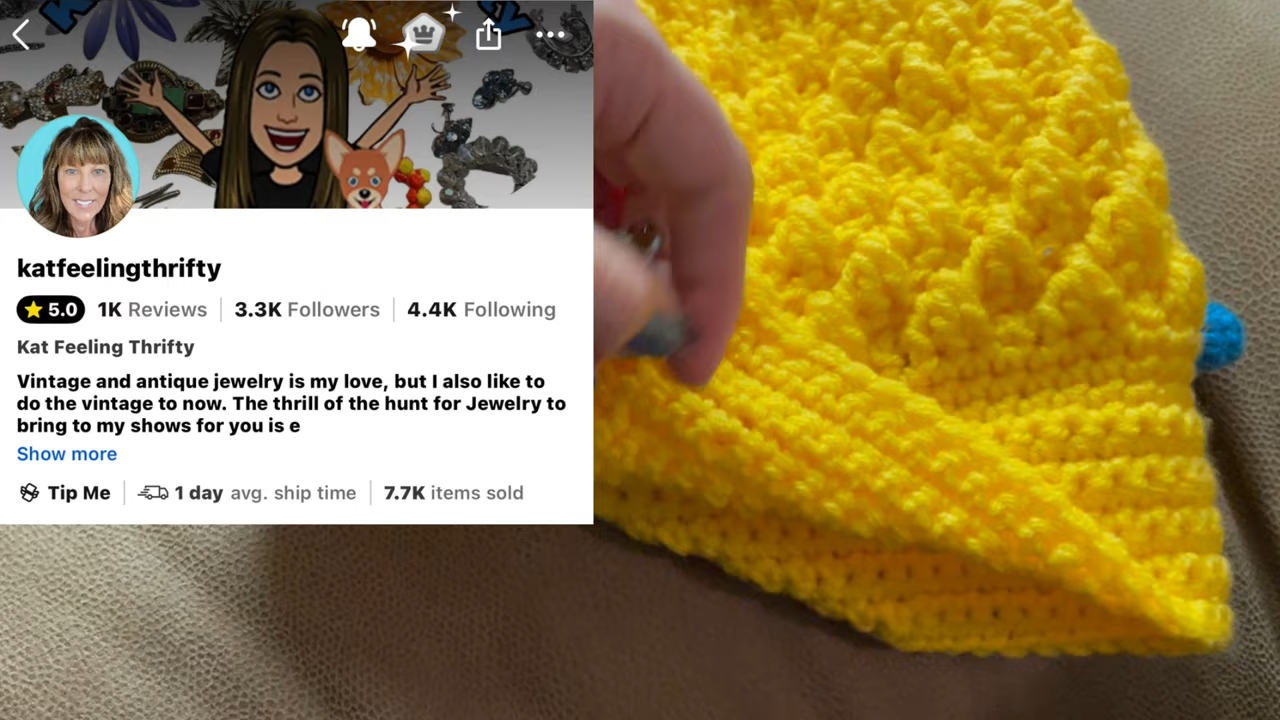 katfeelingthrifty
5.0 1K Reviews 3.3K Followers 4.4K Following
Kat Feeling Thrifty
Vintage and antique jewelry is my love, but I also like to
do the vintage to now. The thrill of the hunt for Jewelry to
bring to my shows for you is e
Show more
Tip Me 1 day avg. ship time 7.7K items sold